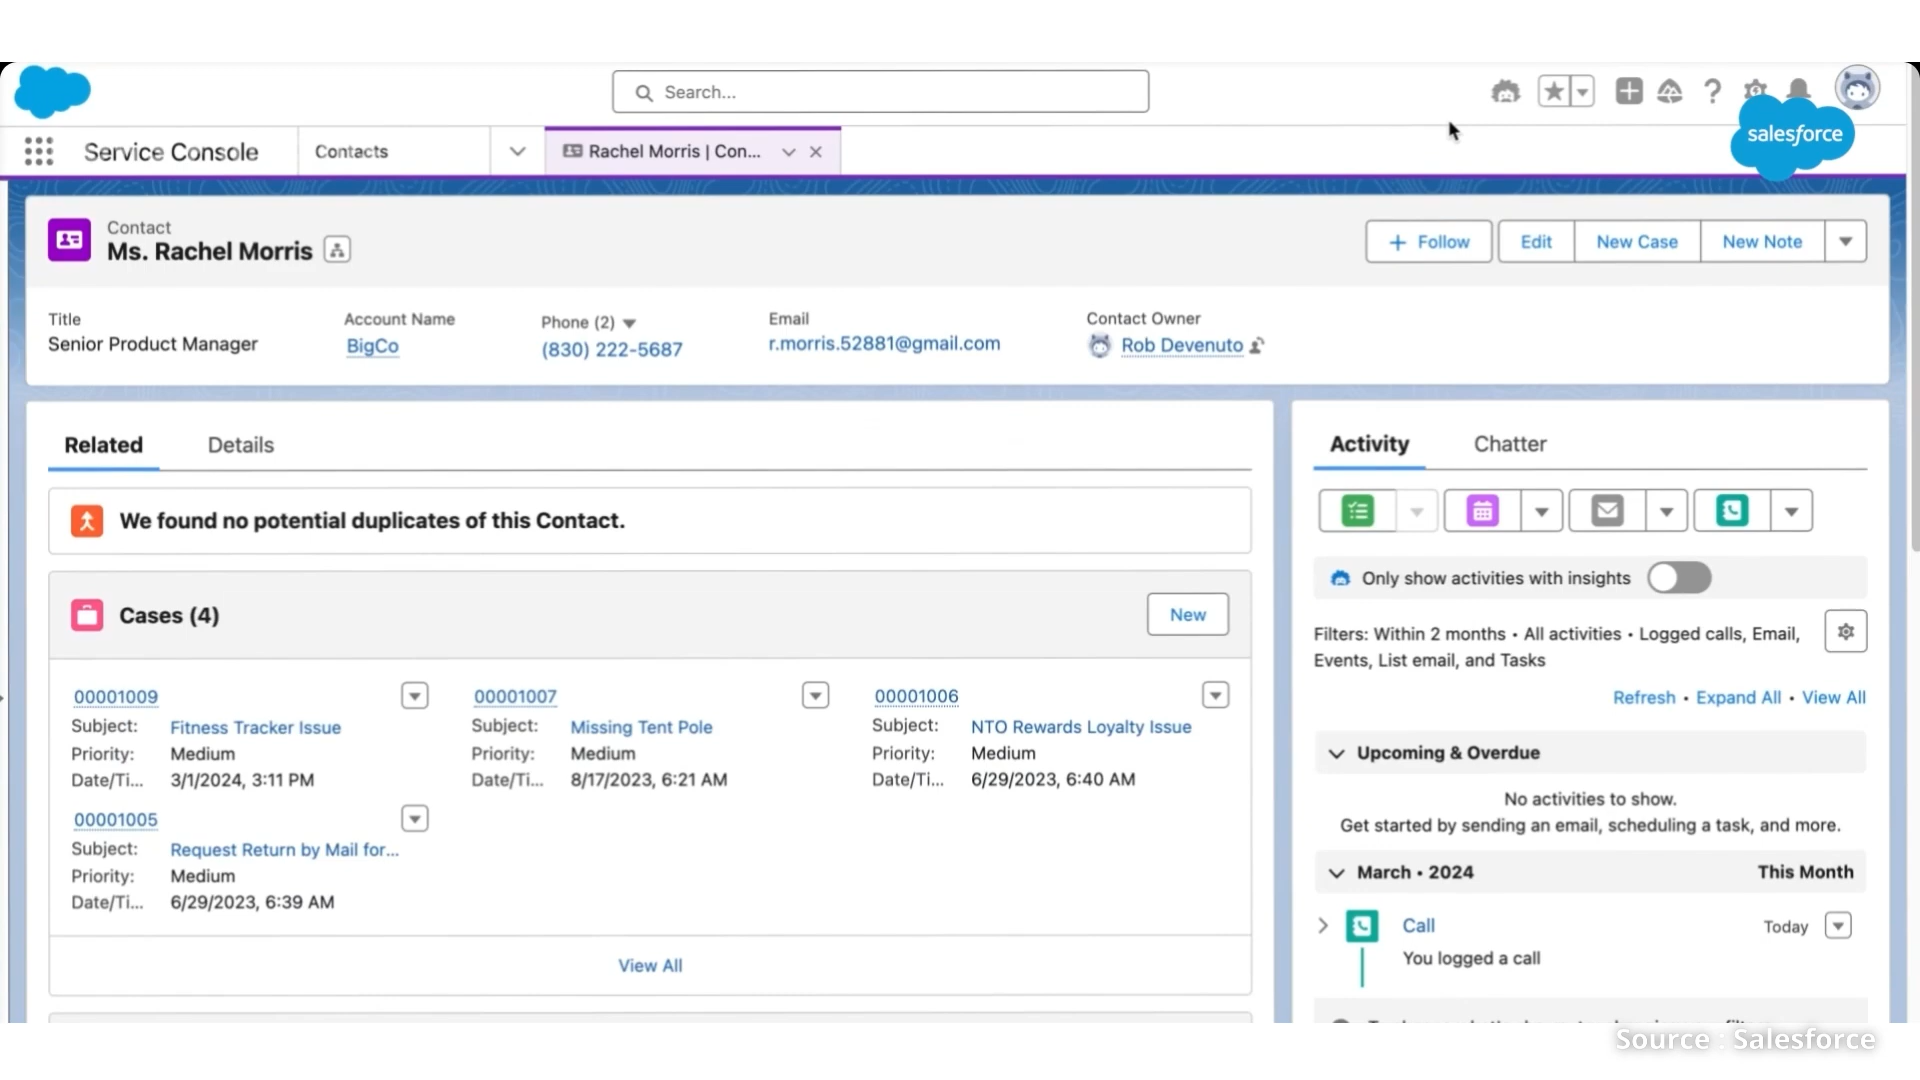 Search...
salesforce
Service Console
Contacts
Rachel Morris | Con...
Contact
Ms. Rachel Morris
Follow
Edit
New Case
New Note
Title
Senior Product Manager
Account Name
BigCo
Phone (2)
(830) 222-5687
Email
r.morris.52881@gmail.com
Contact Owner
Rob Devenuto
Related
Details
We found no potential duplicates of this Contact.
Cases (4)
New
00001009
Subject: Fitness Tracker Issue
Priority: Medium
Date/Ti... 3/1/2024, 3:11 PM
00001007
Subject: Missing Tent Pole
Priority: Medium
Date/Ti... 8/17/2023, 6:21 AM
00001006
Subject: NTO Rewards Loyalty Issue
Priority: Medium
Date/Ti... 6/29/2023, 6:40 AM
00001005
Subject: Request Return by Mail for...
Priority: Medium
Date/Ti... 6/29/2023, 6:39 AM
View All
Activity
Chatter
Only show activities with insights
Filters: Within 2 months • All activities • Logged calls, Email,
Events, List email, and Tasks
Refresh • Expand All • View All
Upcoming & Overdue
No activities to show.
Get started by sending an email, scheduling a task, and more.
March • 2024
This Month
Call
Today
You logged a call
Source : Salesforce